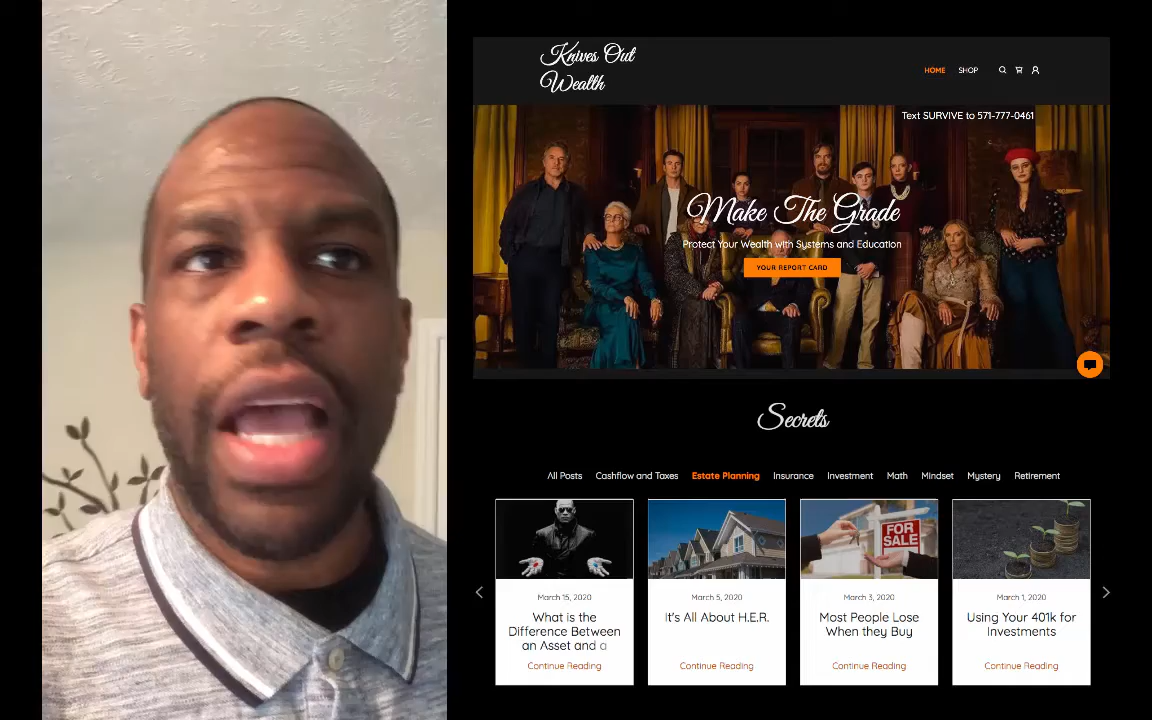 Knives Out
Wealth
HOME SHOP
Text SURVIVE to 571-777-0461
Make The Grade
Protect Your Wealth with Systems and Education
YOUR REPORT CARD
Secrets
All Posts Cashflow and Taxes Estate Planning Insurance Investment Math Mindset Mystery Retirement
March 15, 2020
What is the
Difference Between
an Asset and a
Continue Reading
March 5, 2020
It's All About H.E.R.
Continue Reading
FOR
SALE
March 3, 2020
Most People Lose
When they Buy
Continue Reading
March 1, 2020
Using Your 401k for
Investments
Continue Reading